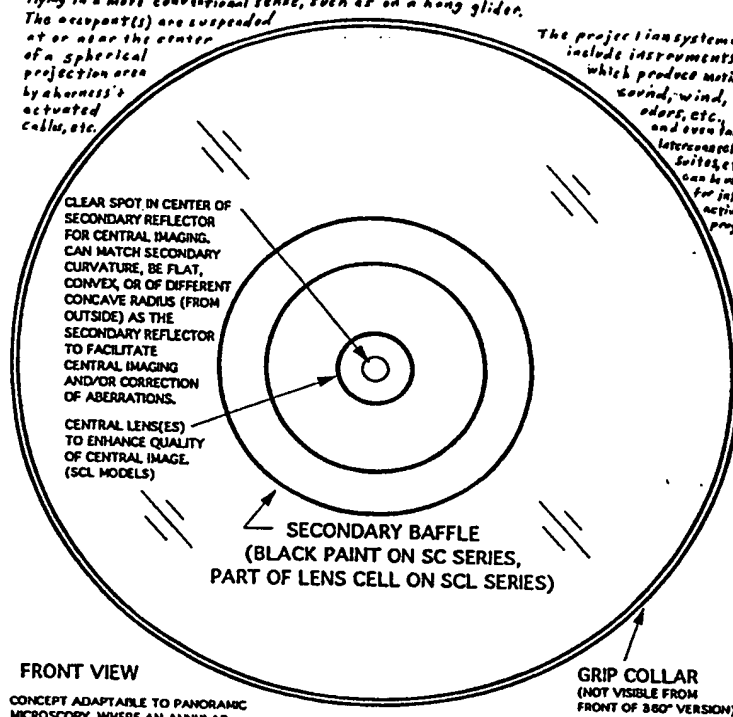 flying in a more conventional sense, such as on a hang glider.
The occupant(s) are suspended
at or near the center
of a spherical
projection area
by a harness &
actuated
cables, etc.
The projection system
include instruments
which produce
sound, wind,
odors, etc.,
and even
CLEAR SPOT IN CENTER OF
SECONDARY REFLECTOR
FOR CENTRAL IMAGING.
CAN MATCH SECONDARY
CURVATURE, BE FLAT,
CONVEX, OR OF DIFFERENT
CONCAVE RADIUS (FROM
OUTSIDE) AS THE
SECONDARY REFLECTOR
TO FACILITATE
CENTRAL IMAGING
AND/OR CORRECTION
OF ABERRATIONS.
CENTRAL LENS(ES)
TO ENHANCE QUALITY
OF CENTRAL IMAGE.
(SCL MODELS)
SECONDARY BAFFLE
(BLACK PAINT ON SC SERIES,
PART OF LENS CELL ON SCL SERIES)
FRONT VIEW
GRIP COLLAR
(NOT VISIBLE FROM
FRONT OF 360° VERSION)
CONCEPT ADAPTABLE TO PANORAMIC
MICROSCOPY, WHERE AN ANNULAR